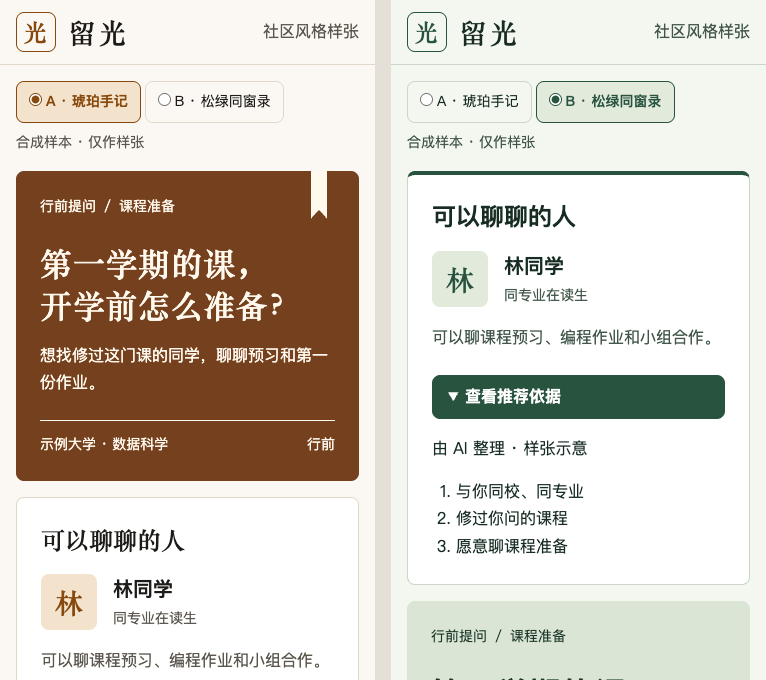 光 留光 社区风格样张
A · 琥珀手记 B · 松绿同窗录
合成样本 · 仅作样张
行前提问 / 课程准备
第一学期的课，
开学前怎么准备？
想找修过这门课的同学，聊聊预习和第一
份作业。
示例大学 · 数据科学 行前
可以聊聊的人
林 林同学
同专业在读生
可以聊课程预习、编程作业和小组合作。
光 留光 社区风格样张
A · 琥珀手记 B · 松绿同窗录
合成样本 · 仅作样张
可以聊聊的人
林 林同学
同专业在读生
可以聊课程预习、编程作业和小组合作。
▼ 查看推荐依据
由 AI 整理 · 样张示意
1. 与你同校、同专业
2. 修过你问的课程
3. 愿意聊课程准备
行前提问 / 课程准备